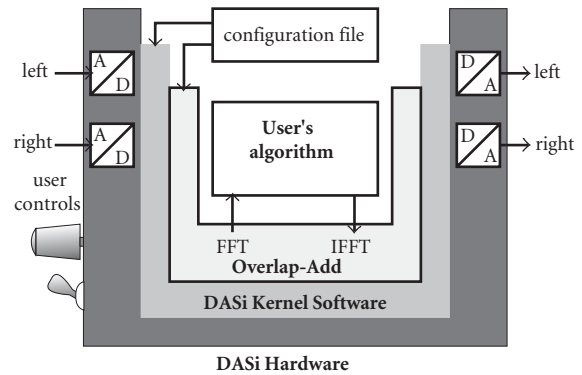 configuration file
left
A
D
D
A
left
User's
algorithm
right
A
D
D
A
right
user
controls
FFT
IFFT
Overlap-Add
DASi Kernel Software
DASi Hardware